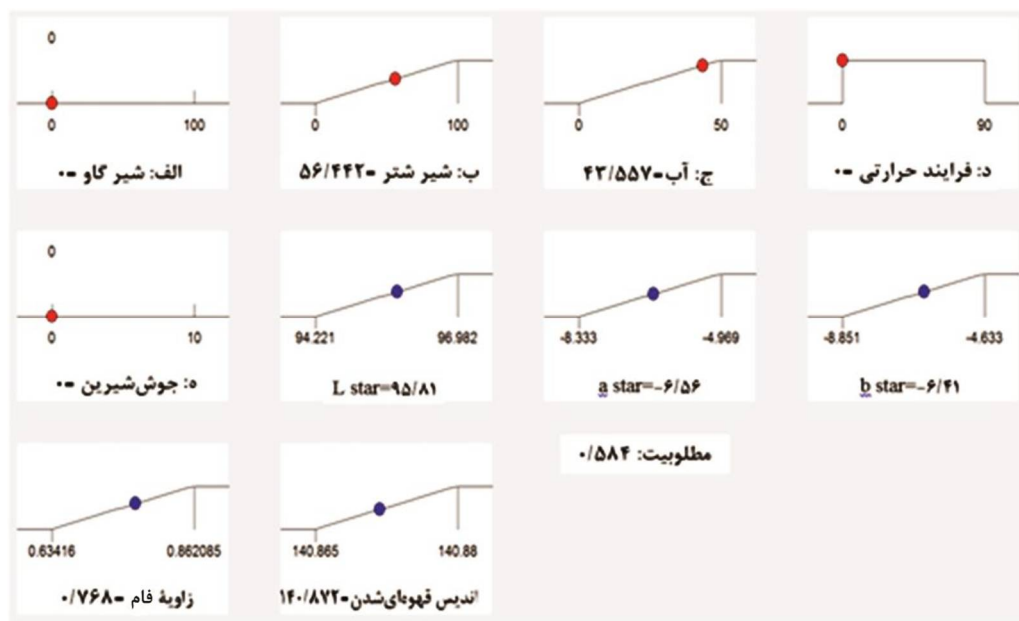 0
0 100
الف: شیر گاو =۰
0 100
ب: شیر شتر =۵۶/۴۴۲
0 50
ج: آب=۴۳/۵۵۷
0 90
د: فرایند حرارتی =۰
0
0 10
ه: جوش‌شیرین =۰
94.221 96.982
L star=۹۵/۸۱
-8.333 -4.969
a star=-۶/۵۶
-8.851 -4.633
b star=-۶/۴۱
0.63416 0.862085
زاویهٔ فام =۰/۷۶۸
140.865 140.88
اندیس قهوه‌ای‌شدن=۱۴۰/۸۷۲
مطلوبیت: ۰/۵۸۴